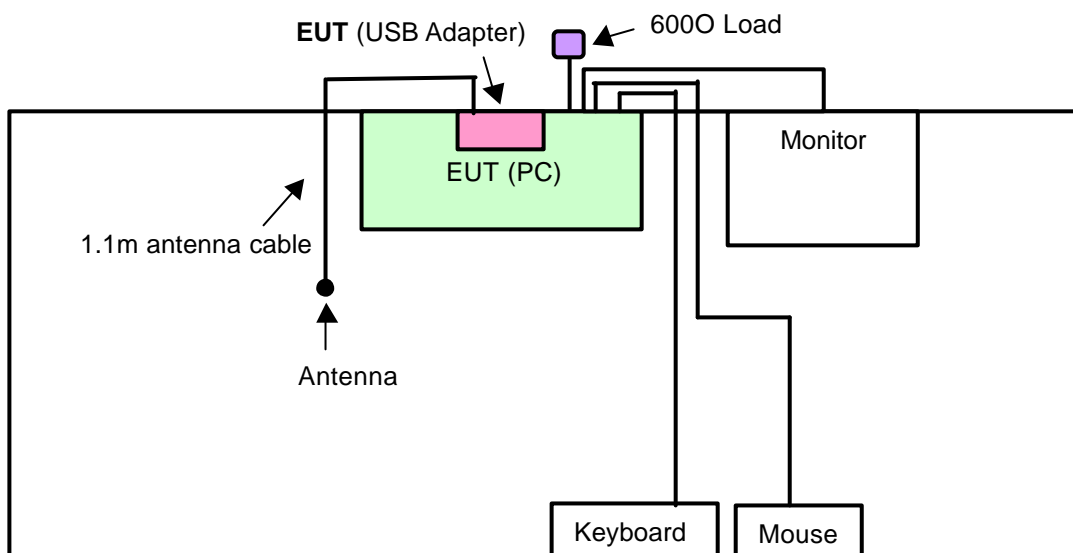 EUT (USB Adapter)
600O Load
Monitor
EUT (PC)
1.1m antenna cable
Antenna
Keyboard
Mouse